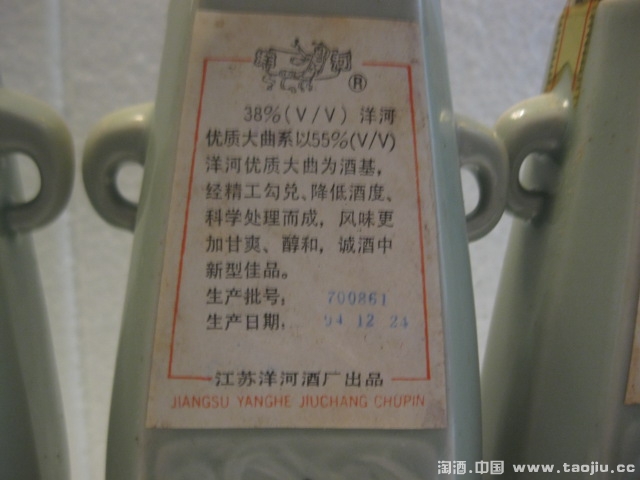 洋河
®
38%(V/V) 洋河
优质大曲系以55%(V/V)
洋河优质大曲为酒基，
经精工勾兑、降低酒度、
科学处理而成，风味更
加甘爽、醇和，诚酒中
新型佳品。
生产批号： 700861
生产日期： 94 12 24
江苏洋河酒厂出品
JIANGSU YANGHE JIUCHANG CHUPIN
淘酒.中国 www.taojiu.cc